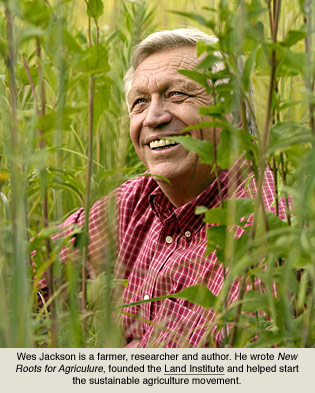 Wes Jackson is a farmer, researcher and author. He wrote New
Roots for Agriculure, founded the Land Institute and helped start
the sustainable agriculture movement.